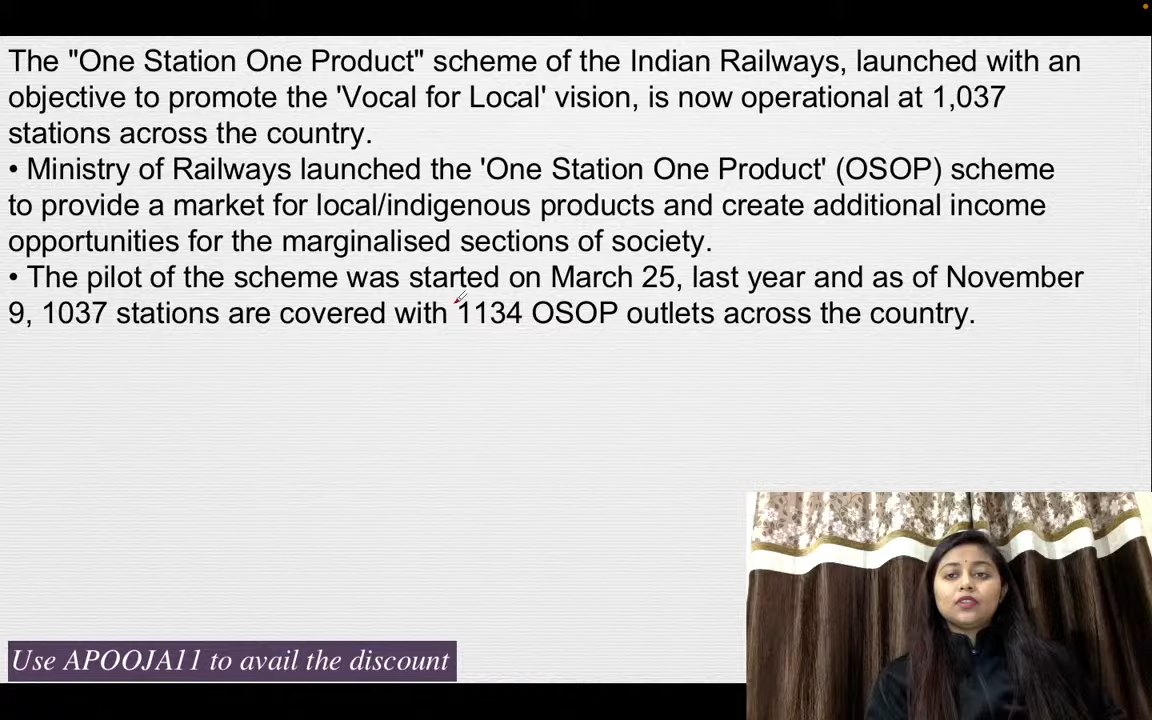 The "One Station One Product" scheme of the Indian Railways, launched with an
objective to promote the 'Vocal for Local' vision, is now operational at 1,037
stations across the country.
• Ministry of Railways launched the 'One Station One Product' (OSOP) scheme
to provide a market for local/indigenous products and create additional income
opportunities for the marginalised sections of society.
• The pilot of the scheme was started on March 25, last year and as of November
9, 1037 stations are covered with 1134 OSOP outlets across the country.
Use APOOJA11 to avail the discount